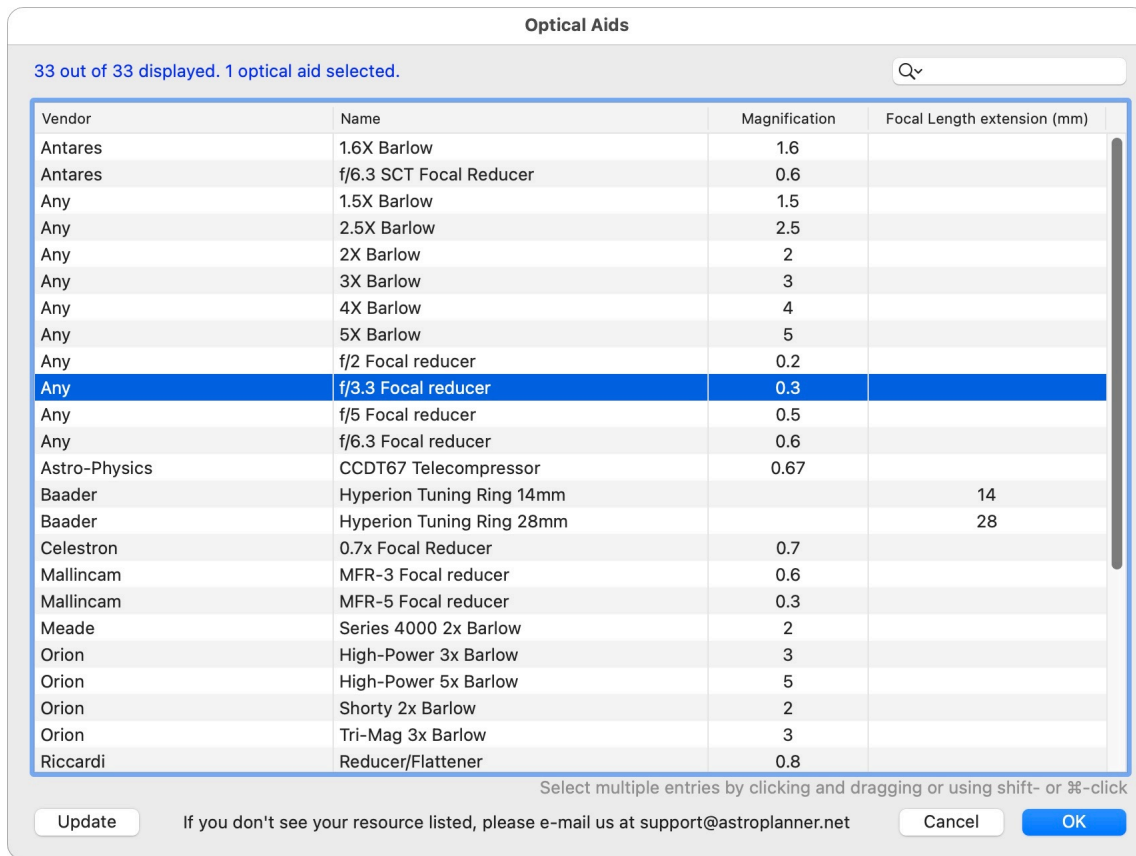 Optical Aids
33 out of 33 displayed. 1 optical aid selected.
Vendor Name Magnification Focal Length extension (mm)
Antares 1.6X Barlow 1.6
Antares f/6.3 SCT Focal Reducer 0.6
Any 1.5X Barlow 1.5
Any 2.5X Barlow 2.5
Any 2X Barlow 2
Any 3X Barlow 3
Any 4X Barlow 4
Any 5X Barlow 5
Any f/2 Focal reducer 0.2
Any f/3.3 Focal reducer 0.3
Any f/5 Focal reducer 0.5
Any f/6.3 Focal reducer 0.6
Astro-Physics CCDT67 Telecompressor 0.67
Baader Hyperion Tuning Ring 14mm 14
Baader Hyperion Tuning Ring 28mm 28
Celestron 0.7x Focal Reducer 0.7
Mallincam MFR-3 Focal reducer 0.6
Mallincam MFR-5 Focal reducer 0.3
Meade Series 4000 2x Barlow 2
Orion High-Power 3x Barlow 3
Orion High-Power 5x Barlow 5
Orion Shorty 2x Barlow 2
Orion Tri-Mag 3x Barlow 3
Riccardi Reducer/Flattener 0.8
Select multiple entries by clicking and dragging or using shift- or ⌘-click
Update If you don't see your resource listed, please e-mail us at support@astroplanner.net Cancel OK